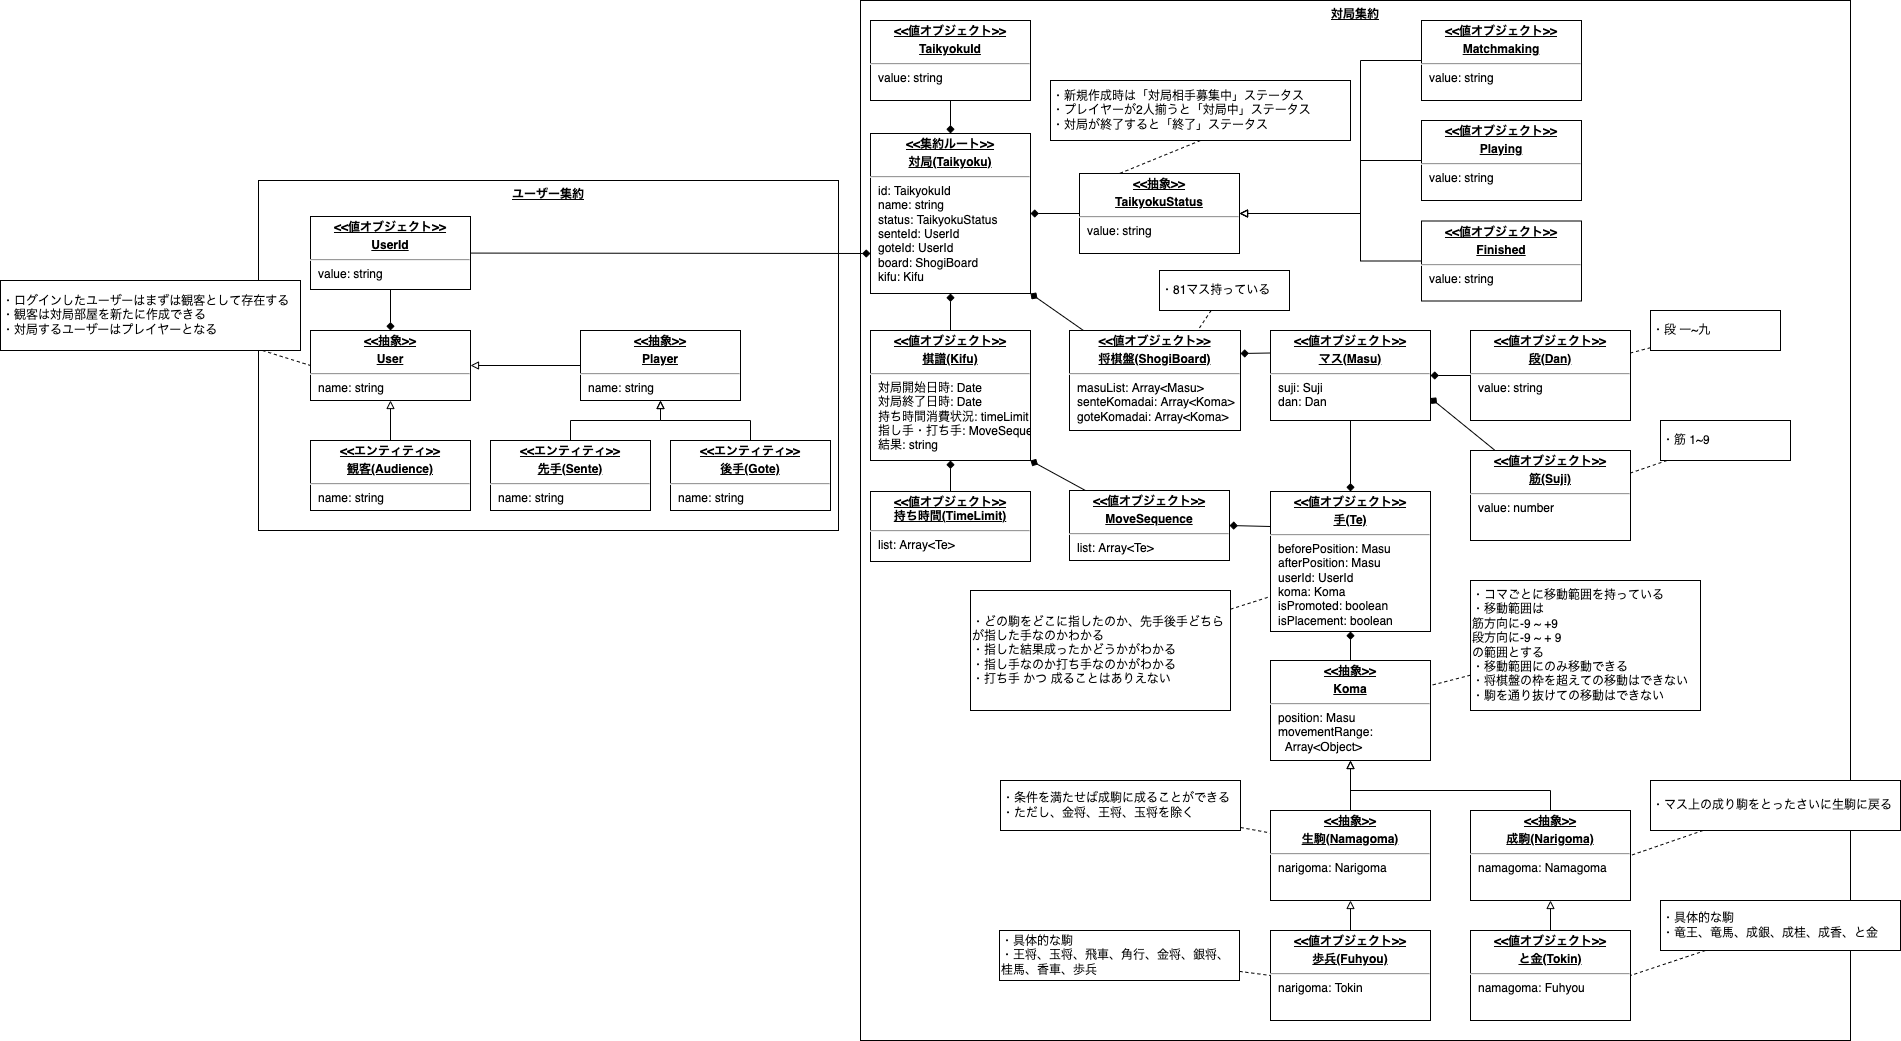 対局集約
<<値オブジェクト>>
TaikyokuId
value: string
<<値オブジェクト>>
Matchmaking
value: string
・新規作成時は「対局相手募集中」ステータス
・プレイヤーが2人揃うと「対局中」ステータス
・対局が終了すると「終了」ステータス
<<集約ルート>>
対局(Taikyoku)
id: TaikyokuId
name: string
status: TaikyokuStatus
senteId: UserId
goteId: UserId
board: ShogiBoard
kifu: Kifu
<<抽象>>
TaikyokuStatus
value: string
<<値オブジェクト>>
Playing
value: string
<<値オブジェクト>>
Finished
value: string
ユーザー集約
<<値オブジェクト>>
UserId
value: string
・ログインしたユーザーはまずは観客として存在する
・観客は対局部屋を新たに作成できる
・対局するユーザーはプレイヤーとなる
<<抽象>>
User
name: string
<<抽象>>
Player
name: string
<<エンティティ>>
観客(Audience)
name: string
<<エンティティ>>
先手(Sente)
name: string
<<エンティティ>>
後手(Gote)
name: string
・81マス持っている
<<値オブジェクト>>
棋譜(Kifu)
対局開始日時: Date
対局終了日時: Date
持ち時間消費状況: timeLimit
指し手・打ち手: MoveSeque
結果: string
<<値オブジェクト>>
将棋盤(ShogiBoard)
masuList: Array<Masu>
senteKomadai: Array<Koma>
goteKomadai: Array<Koma>
<<値オブジェクト>>
マス(Masu)
suji: Suji
dan: Dan
<<値オブジェクト>>
段(Dan)
value: string
・段 一~九
・筋 1~9
<<値オブジェクト>>
筋(Suji)
value: number
<<値オブジェクト>>
持ち時間(TimeLimit)
list: Array<Te>
<<値オブジェクト>>
MoveSequence
list: Array<Te>
<<値オブジェクト>>
手(Te)
beforePosition: Masu
afterPosition: Masu
userId: UserId
koma: Koma
isPromoted: boolean
isPlacement: boolean
・どの駒をどこに指したのか、先手後手どちら
が指した手なのかわかる
・指した結果成ったかどうかがわかる
・指し手なのか打ち手なのかがわかる
・打ち手 かつ 成ることはありえない
・コマごとに移動範囲を持っている
・移動範囲は
筋方向に-9 ~ +9
段方向に-9 ~ + 9
の範囲とする
・移動範囲にのみ移動できる
・将棋盤の枠を超えての移動はできない
・駒を通り抜けての移動はできない
<<抽象>>
Koma
position: Masu
movementRange:
Array<Object>
・条件を満たせば成駒に成ることができる
・ただし、金将、王将、玉将を除く
<<抽象>>
生駒(Namagoma)
narigoma: Narigoma
<<抽象>>
成駒(Narigoma)
namagoma: Namagoma
・マス上の成り駒をとったさいに生駒に戻る
・具体的な駒
・王将、玉将、飛車、角行、金将、銀将、
桂馬、香車、歩兵
<<値オブジェクト>>
歩兵(Fuhyou)
narigoma: Tokin
<<値オブジェクト>>
と金(Tokin)
namagoma: Fuhyou
・具体的な駒
・竜王、竜馬、成銀、成桂、成香、と金